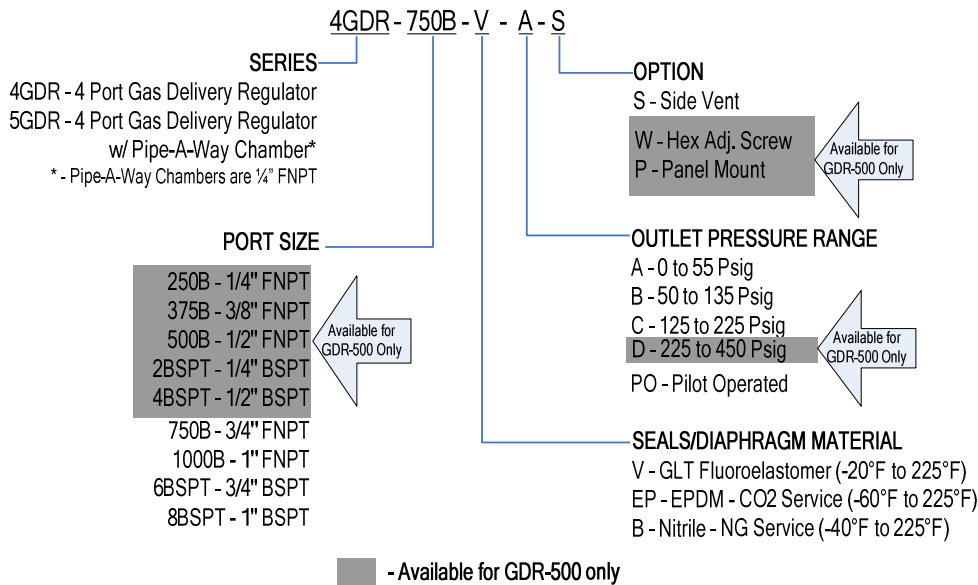 4GDR - 750B - V - A - S
SERIES
4GDR - 4 Port Gas Delivery Regulator
5GDR - 4 Port Gas Delivery Regulator
w/ Pipe-A-Way Chamber*
* - Pipe-A-Way Chambers are ¼" FNPT
PORT SIZE
250B - 1/4" FNPT
375B - 3/8" FNPT
500B - 1/2" FNPT
2BSPT - 1/4" BSPT
4BSPT - 1/2" BSPT
Available for
GDR-500 Only
750B - 3/4" FNPT
1000B - 1" FNPT
6BSPT - 3/4" BSPT
8BSPT - 1" BSPT
OPTION
S - Side Vent
W - Hex Adj. Screw
P - Panel Mount
Available for
GDR-500 Only
OUTLET PRESSURE RANGE
A - 0 to 55 Psig
B - 50 to 135 Psig
C - 125 to 225 Psig
D - 225 to 450 Psig
Available for
GDR-500 Only
PO - Pilot Operated
SEALS/DIAPHRAGM MATERIAL
V - GLT Fluoroelastomer (-20°F to 225°F)
EP - EPDM - CO2 Service (-60°F to 225°F)
B - Nitrile - NG Service (-40°F to 225°F)
- Available for GDR-500 only